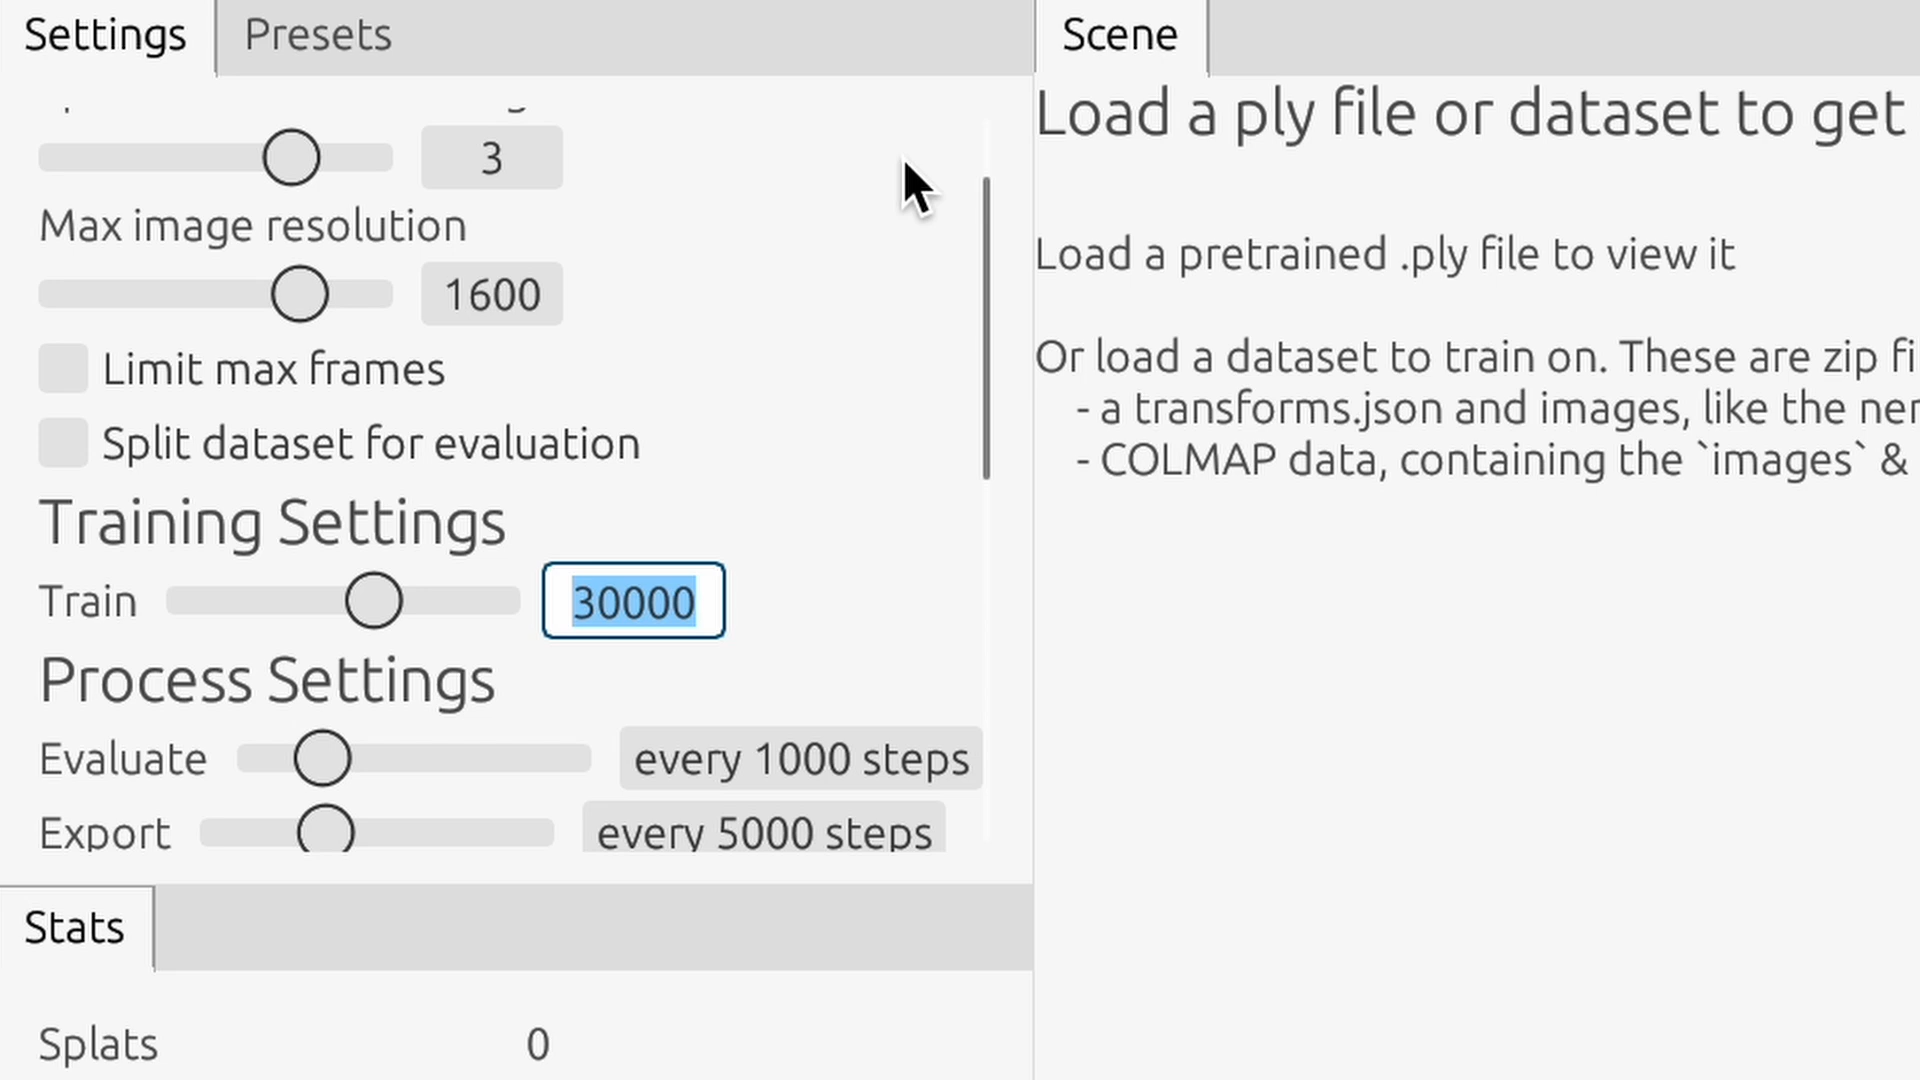 Settings
Presets
3
Max image resolution
1600
Limit max frames
Split dataset for evaluation
Training Settings
Train 30000
Process Settings
Evaluate every 1000 steps
Export every 5000 steps
Stats
Splats 0
Scene
Load a ply file or dataset to get
Load a pretrained .ply file to view it
Or load a dataset to train on. These are zip fi
- a transforms.json and images, like the ner
- COLMAP data, containing the `images` &